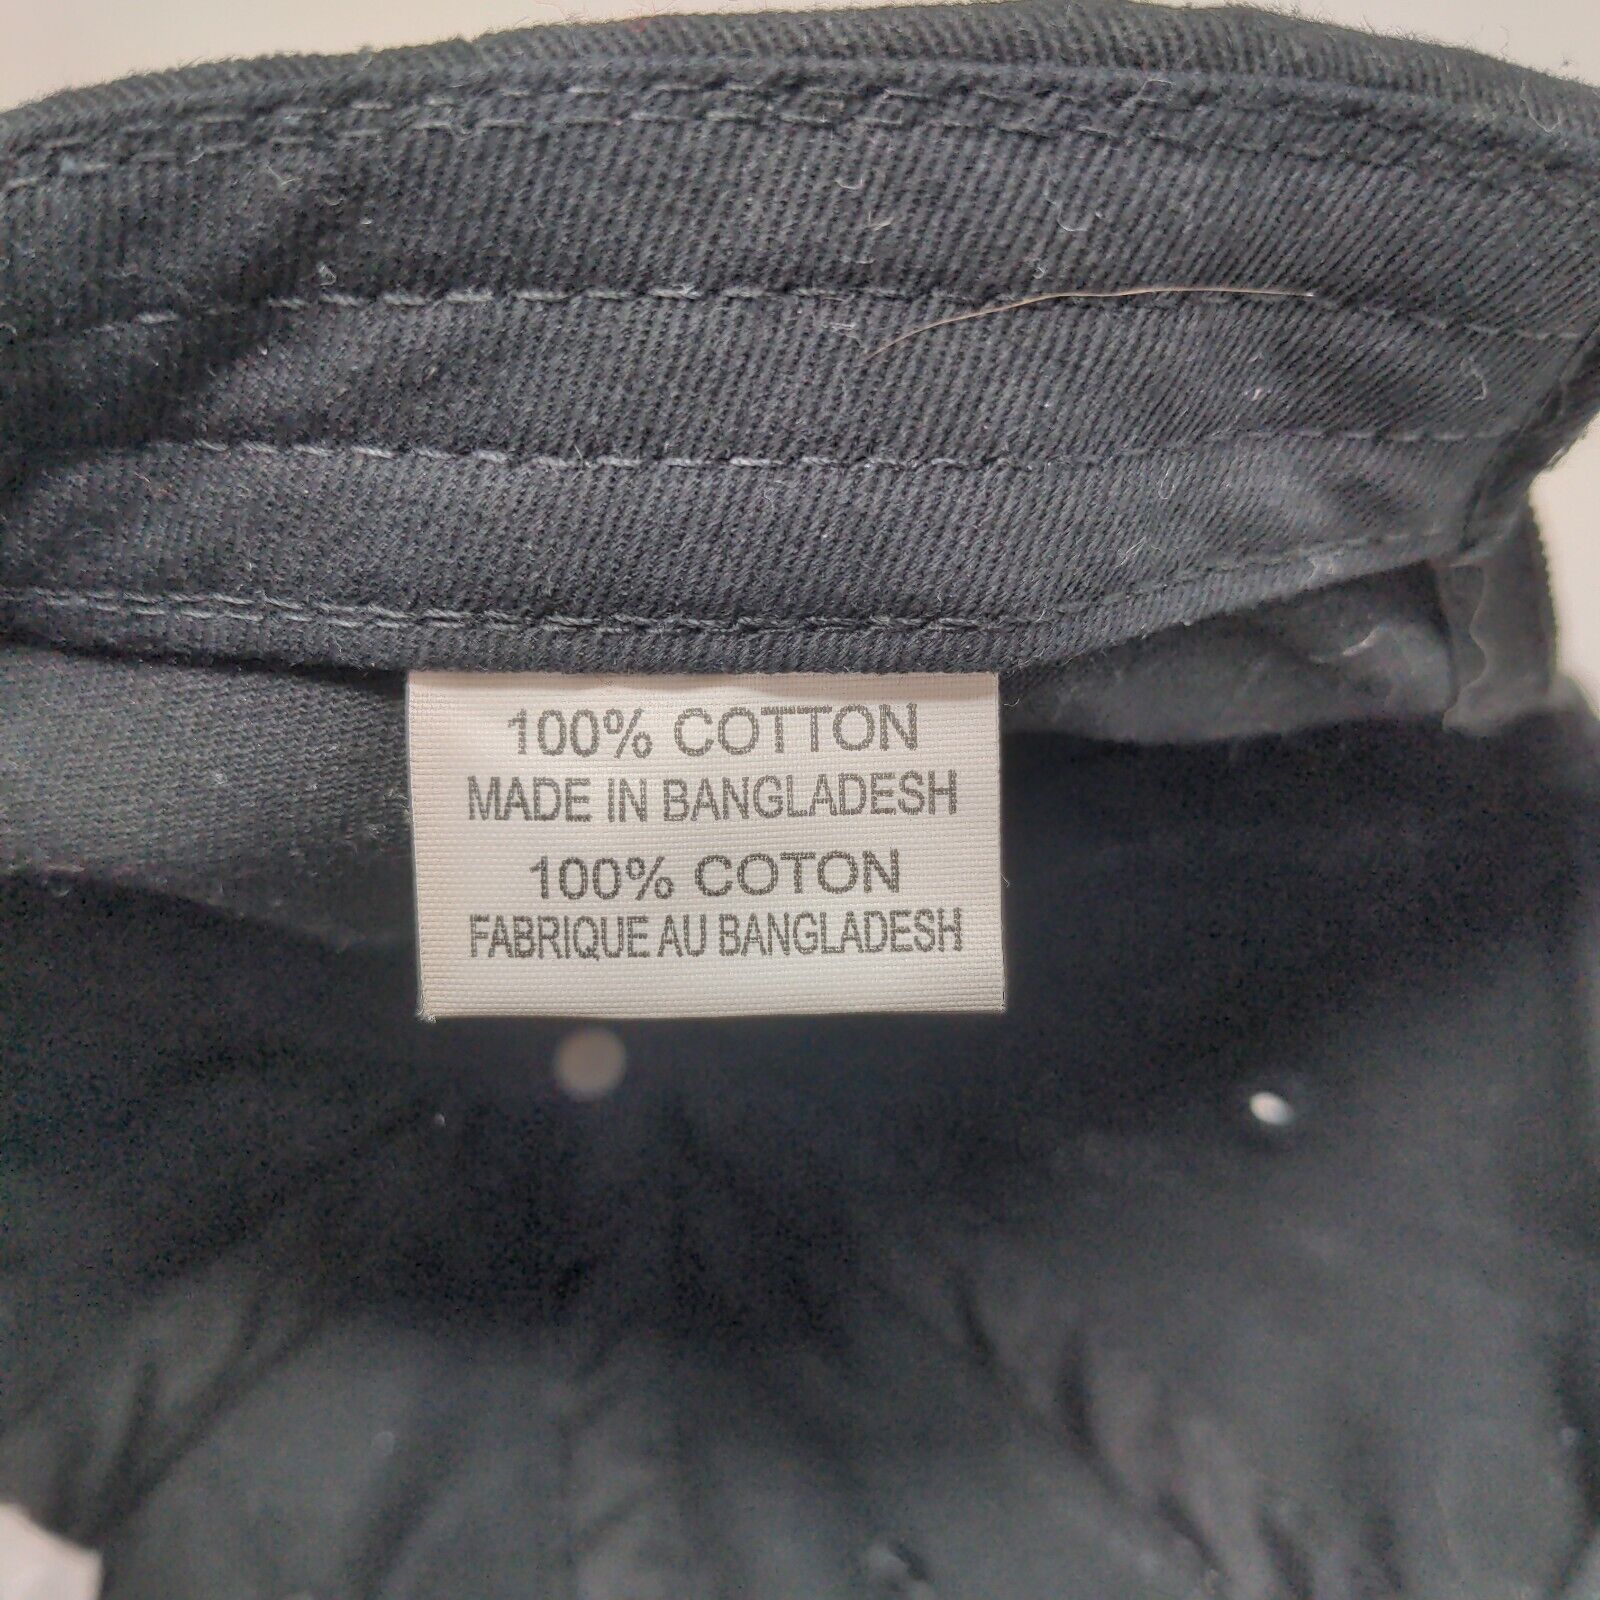 100% COTTON
MADE IN BANGLADESH
100% COTON
FABRIQUE AU BANGLADESH